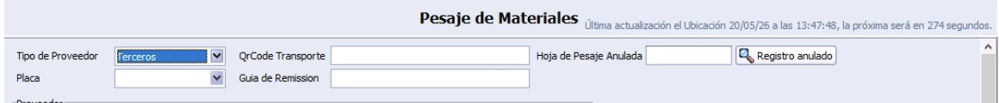 Pesaje de Materiales Última actualización el Ubicación 20/05/26 a las 13:47:48, la próxima será en 274 segundos.
Tipo de Proveedor Terceros QrCode Transporte Hoja de Pesaje Anulada Registro anulado
Placa Guia de Remission
Proveedor